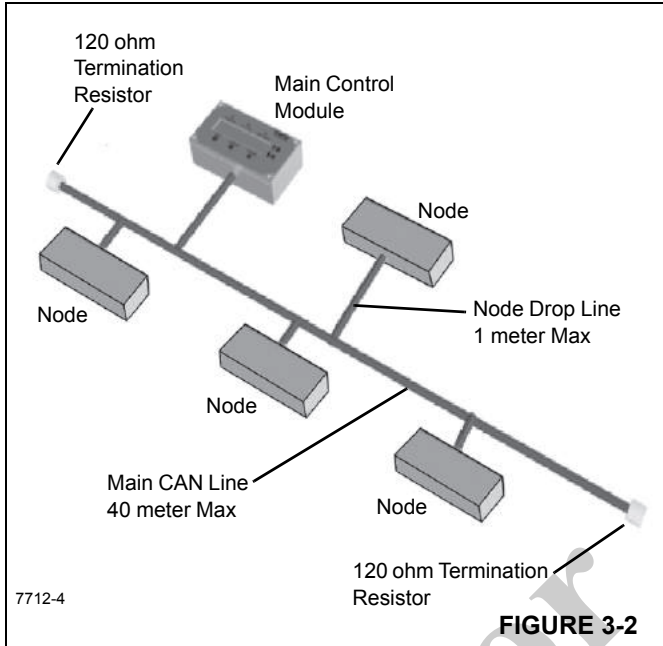 120 ohm
Termination
Resistor
Main Control
Module
Node
Node
Node Drop Line
1 meter Max
Node
Main CAN Line
40 meter Max
Node
120 ohm Termination
Resistor
7712-4
FIGURE 3-2